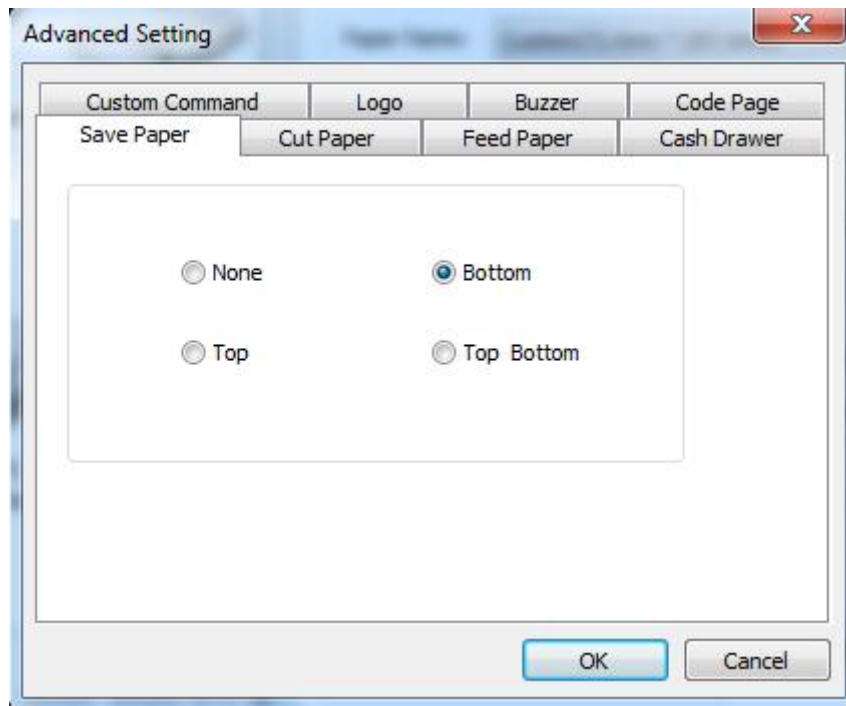 Advanced Setting
Custom Command Logo Buzzer Code Page
Save Paper Cut Paper Feed Paper Cash Drawer
None Bottom
Top Top Bottom
OK Cancel